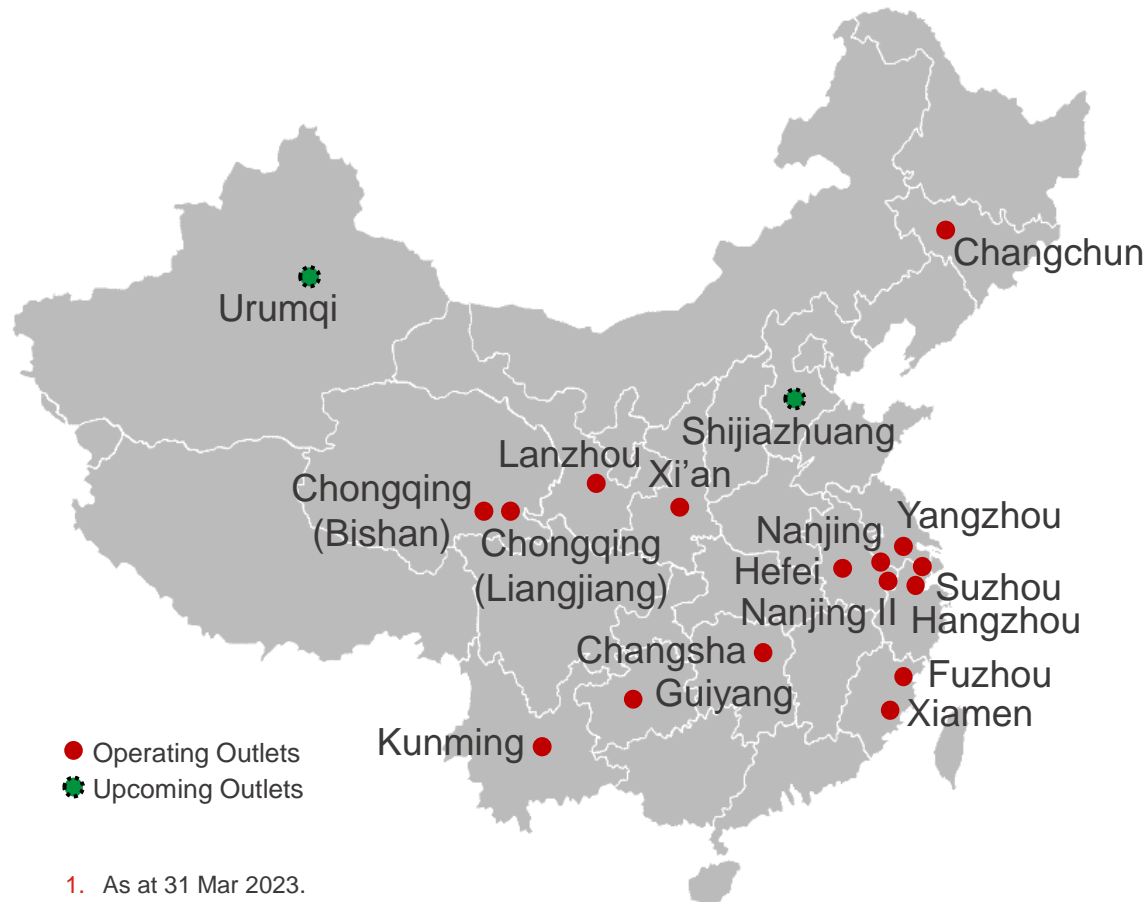 Changchun
Urumqi
Shijiazhuang
Lanzhou
Xi’an
Chongqing
(Bishan)
Chongqing
(Liangjiang)
Yangzhou
Nanjing
Hefei
Suzhou
Nanjing II
Hangzhou
Changsha
Fuzhou
Guiyang
Xiamen
Kunming
Operating Outlets
Upcoming Outlets
1. As at 31 Mar 2023.